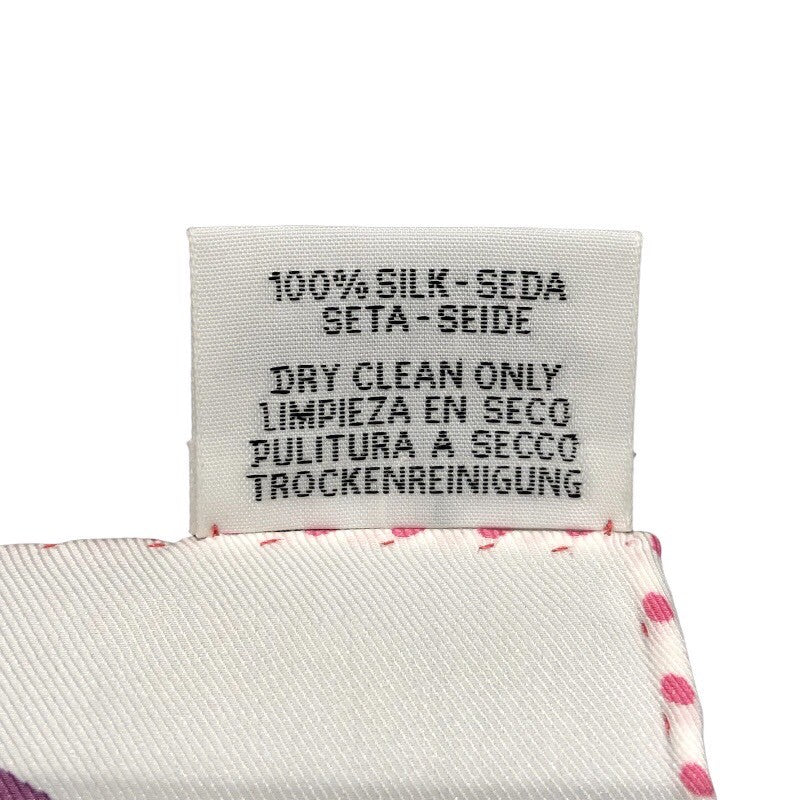 100% SILK-SEDA
SETA-SEIDE
DRY CLEAN ONLY
LIMPIEZA EN SECO
PULITURA A SECCO
TROCKENREINIGUNG